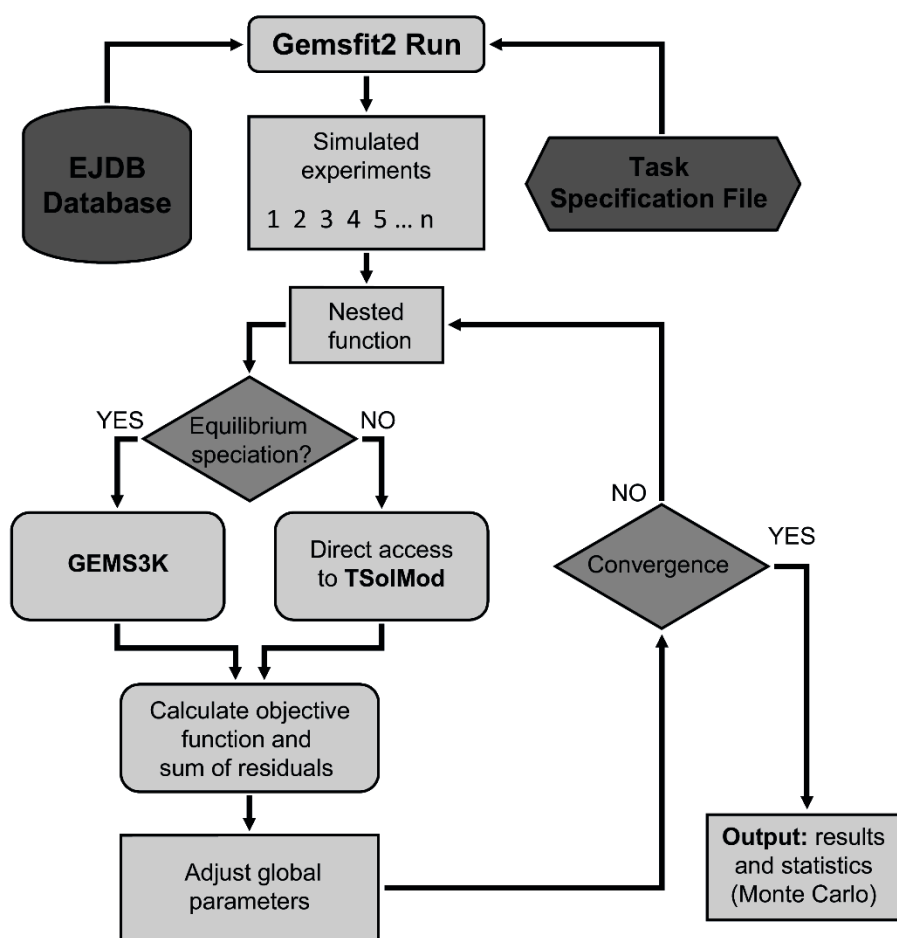 Gemsfit2 Run
EJDB
Database
Simulated
experiments
1 2 3 4 5 ... n
Task
Specification File
Nested
function
YES
Equilibrium
speciation?
NO
GEMS3K
Direct access
to TSolMod
NO
Convergence
YES
Calculate objective
function and
sum of residuals
Adjust global
parameters
Output: results
and statistics
(Monte Carlo)